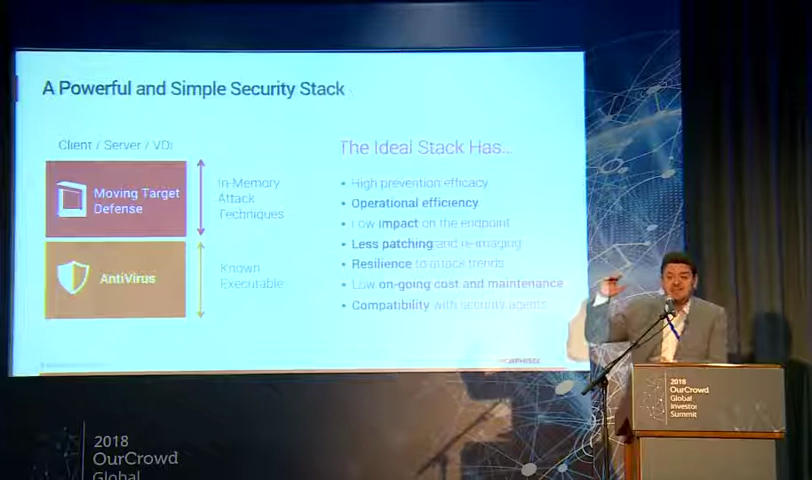 A Powerful and Simple Security Stack
Client / Server / VDI
Moving Target
Defense
In-Memory
Attack
Techniques
AntiVirus
Known
Executable
The Ideal Stack Has...
• High prevention efficacy
• Operational efficiency
• Low impact on the endpoint
• Less patching and re-imaging
• Resilience to attack trends
• Low on-going cost and maintenance
• Compatibility with security agents
MORPHISEC
2018
OurCrowd
Global
Investor
Summit
2018
OurCrowd
Global